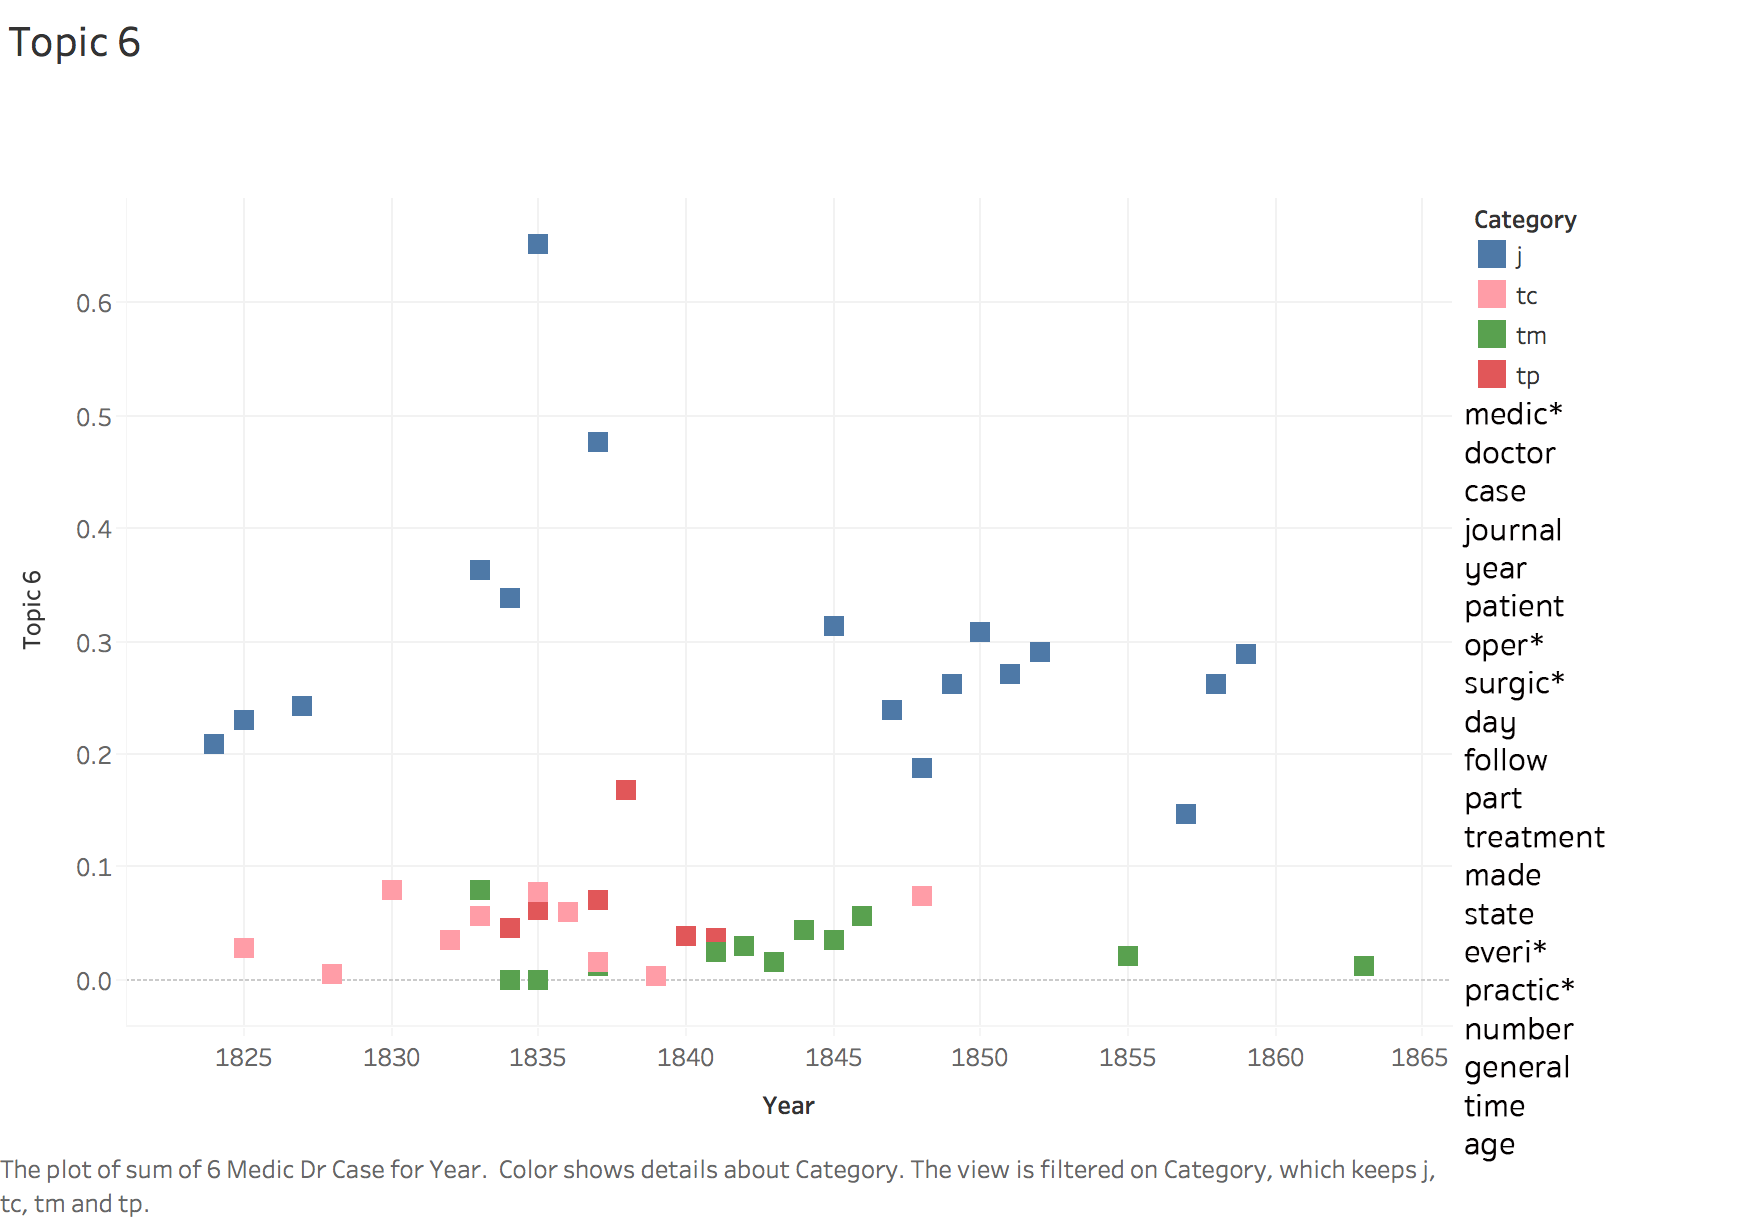 Topic 6
Category
j
tc
tm
tp
medic*
doctor
case
journal
year
patient
oper*
surgic*
day
follow
part
treatment
made
state
everi*
practic*
number
general
time
age
0.6
0.5
0.4
0.3
0.2
0.1
0.0
Topic 6
1825 1830 1835 1840 1845 1850 1855 1860 1865
Year
The plot of sum of 6 Medic Dr Case for Year.  Color shows details about Category. The view is filtered on Category, which keeps j,
tc, tm and tp.